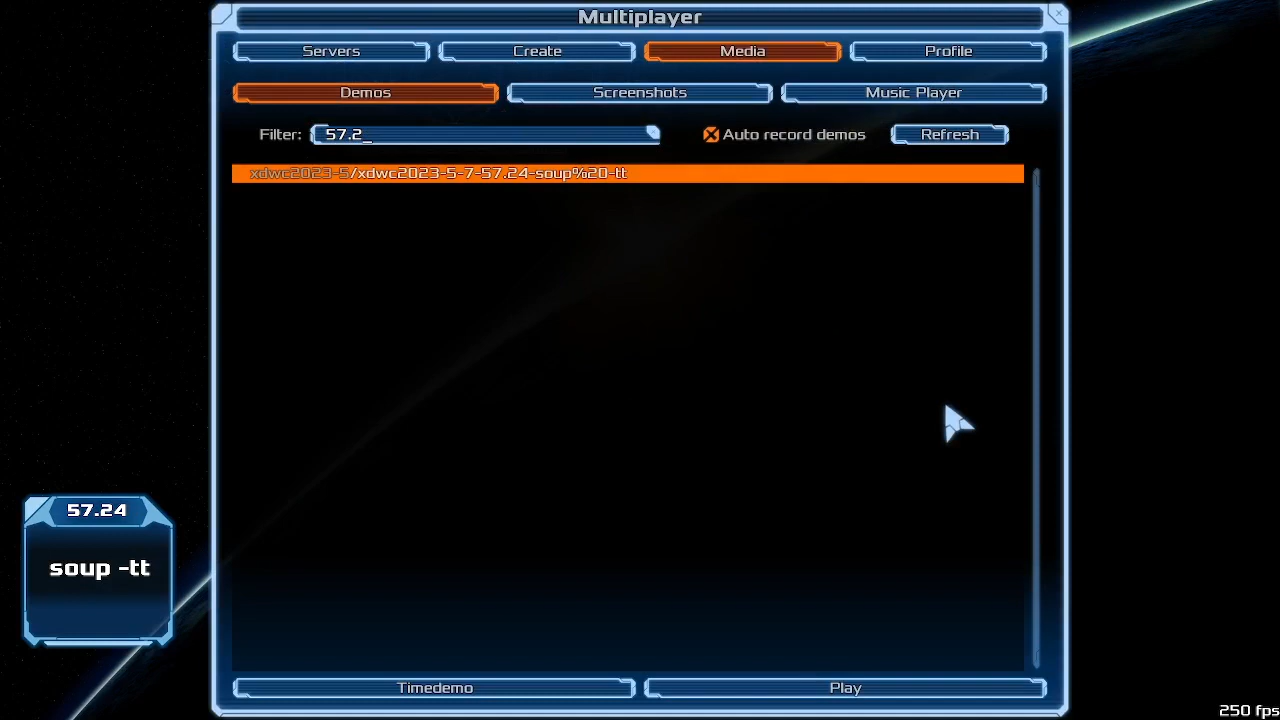 Multiplayer
Servers Create Media Profile
Demos Screenshots Music Player
Filter: 57.2_ Auto record demos Refresh
xdwc2023-5/xdwc2023-5-7-57.24-soup%20-tt
57.24
soup -tt
Timedemo Play
250 fps